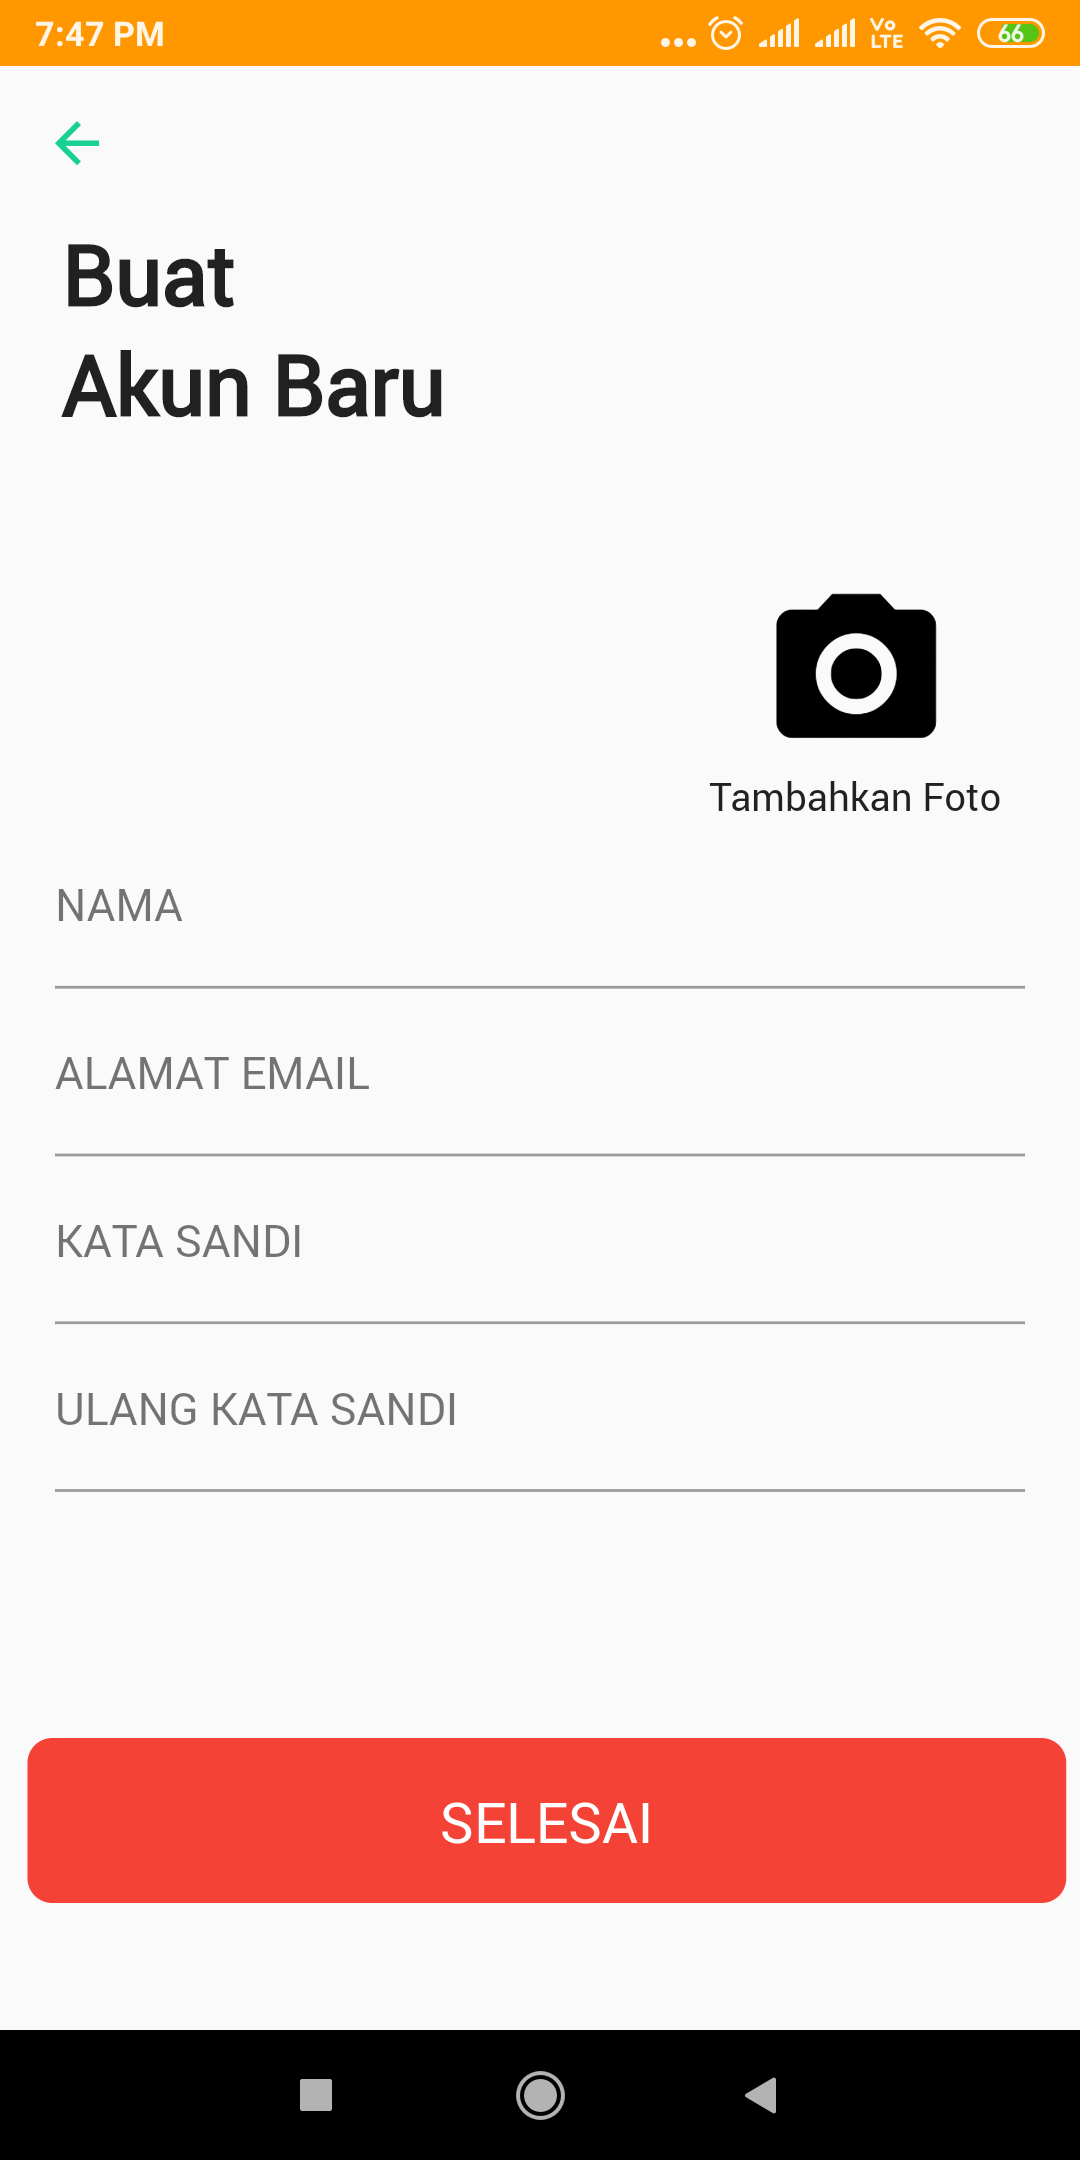 7:47 PM
Vo
LTE
66
Buat
Akun Baru
Tambahkan Foto
NAMA
ALAMAT EMAIL
KATA SANDI
ULANG KATA SANDI
SELESAI